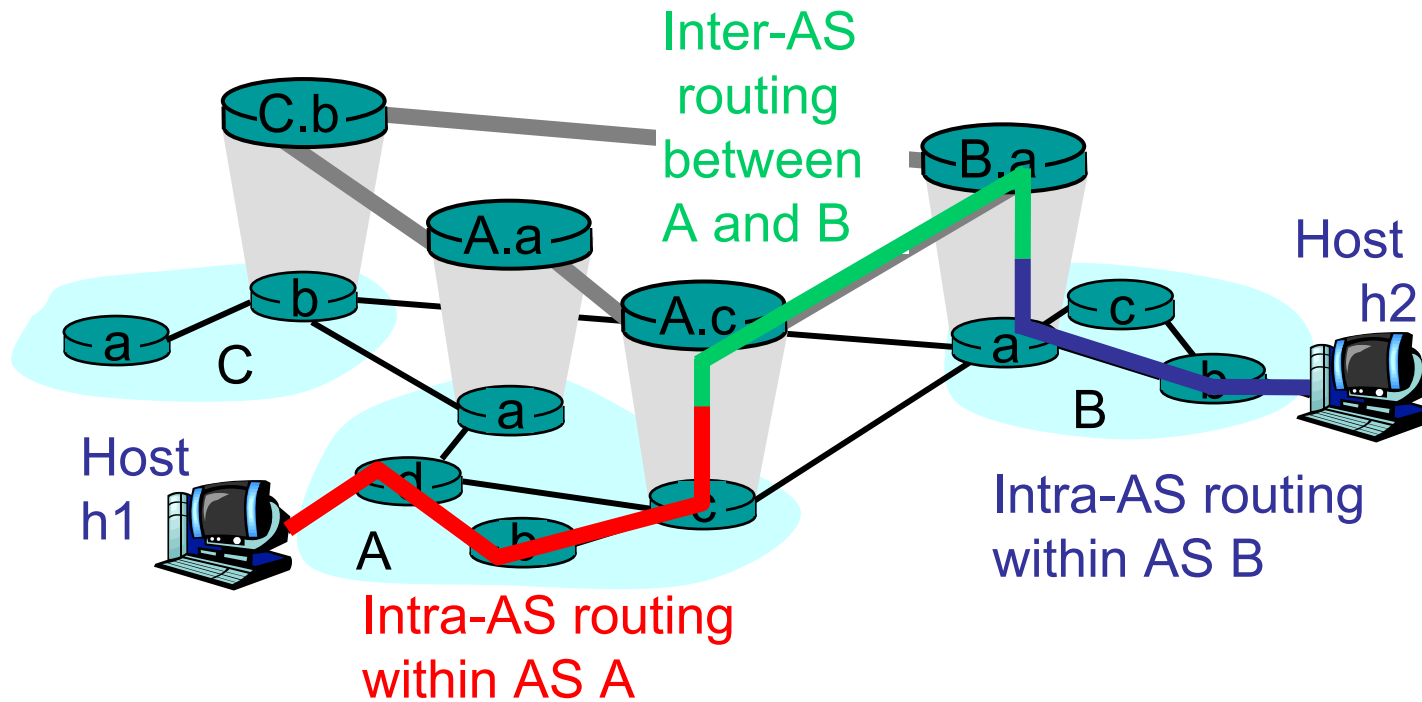 Inter-AS
routing
between
A and B
C.b
B.a
A.a
A.c
Host
h2
b
a
C
a
c
b
B
a
Host
h1
d
b
c
A
Intra-AS routing
within AS B
Intra-AS routing
within AS A